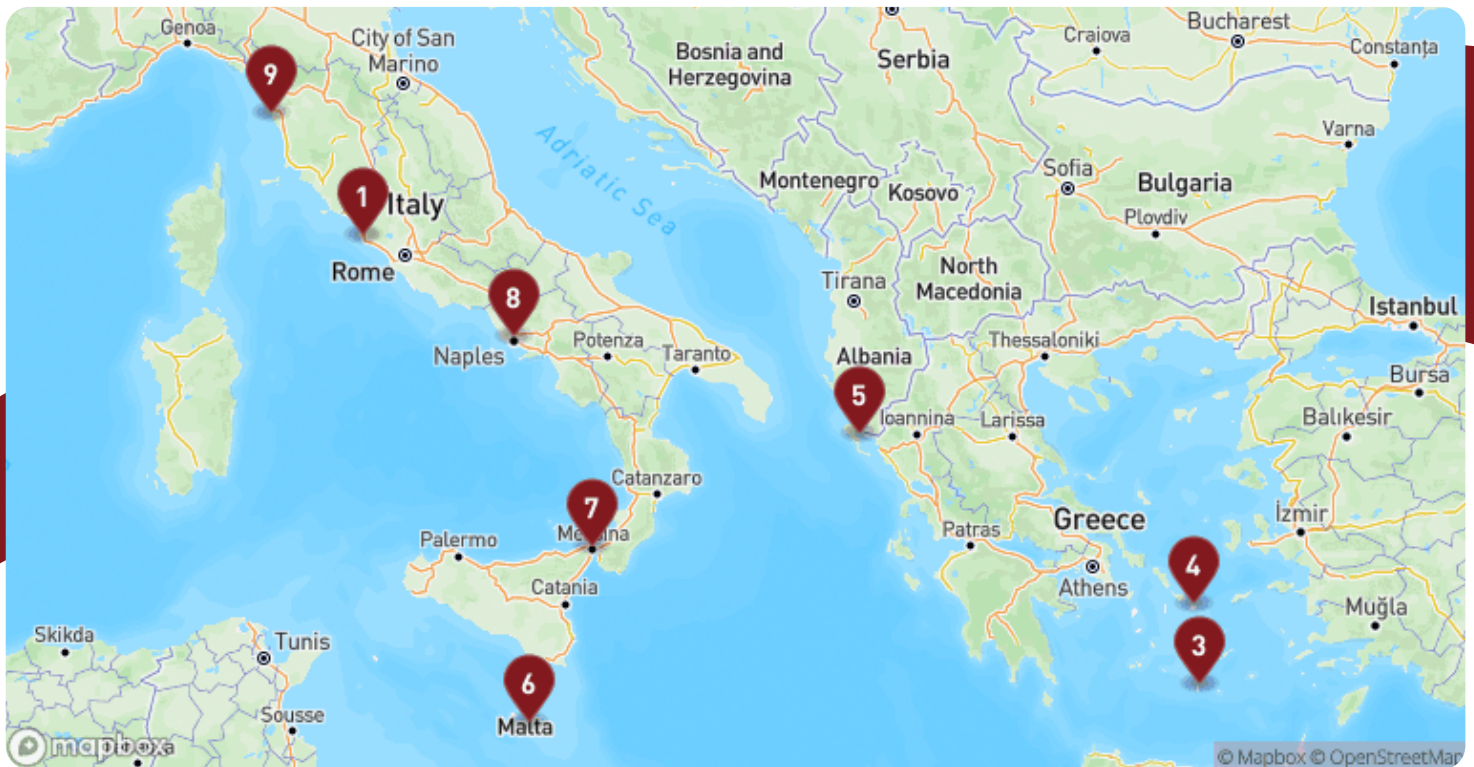 Genoa
City of San
Marino
Bosnia and
Herzegovina
Serbia
Craiova
Bucharest
Constanța
9
Adriatic Sea
Varna
Montenegro
Kosovo
Sofia
Bulgaria
Plovdiv
1
Italy
Rome
Tirana
North
Macedonia
Istanbul
8
Naples
Potenza
Taranto
Albania
Thessaloniki
Bursa
5
Ioannina
Larissa
Balıkesir
Catanzaro
7
Palermo
Catania
Patras
Greece
İzmir
Athens
4
Muğla
Skikda
Tunis
3
6
Malta
Sousse
mapbox
© Mapbox © OpenStreetMap